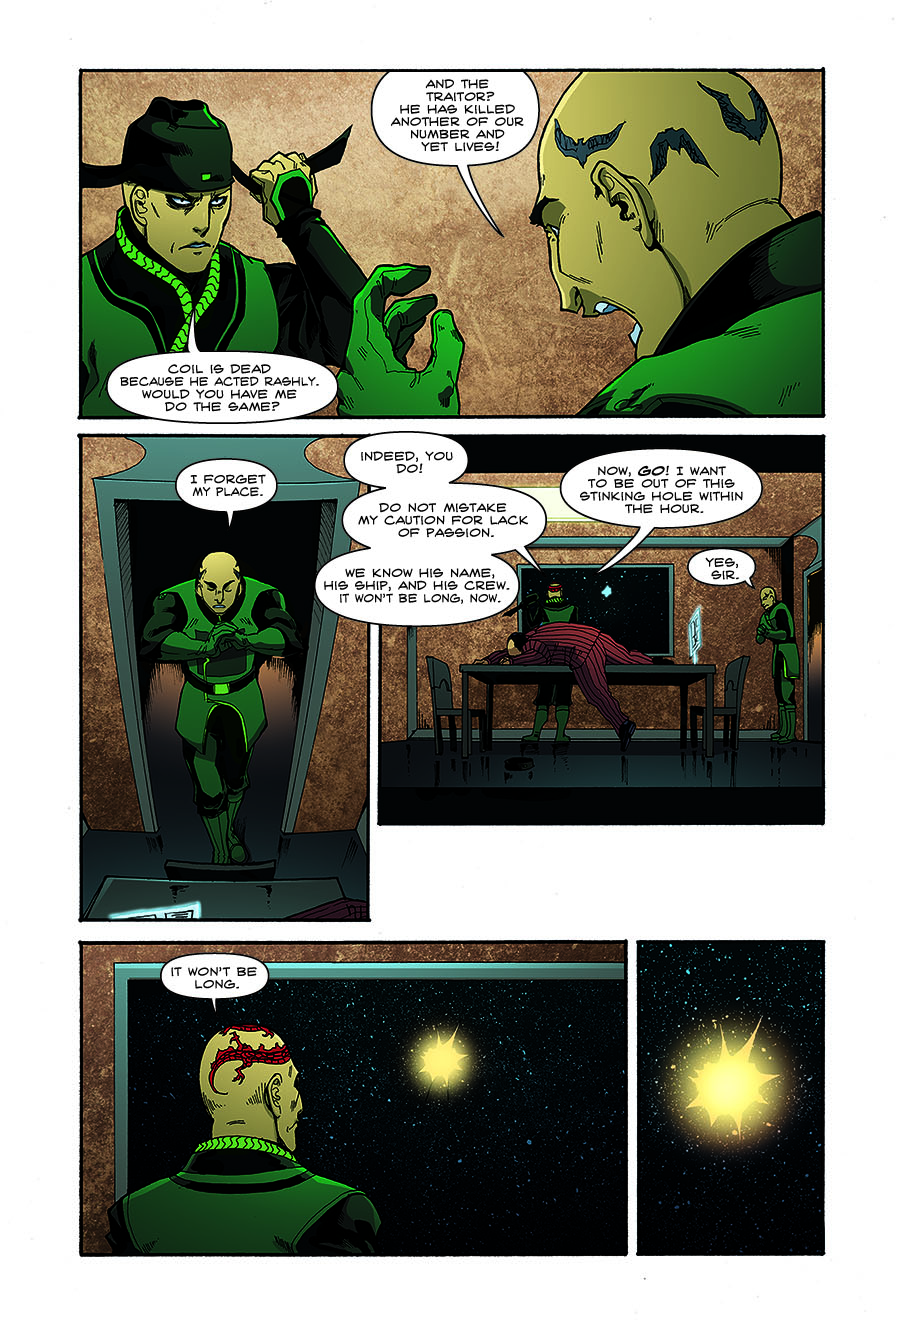 AND THE
TRAITOR?
HE HAS KILLED
ANOTHER OF OUR
NUMBER AND
YET LIVES!
COIL IS DEAD
BECAUSE HE ACTED RASHLY.
WOULD YOU HAVE ME
DO THE SAME?
I FORGET
MY PLACE.
INDEED, YOU
DO!
DO NOT MISTAKE
MY CAUTION FOR LACK
OF PASSION.
WE KNOW HIS NAME,
HIS SHIP, AND HIS CREW.
IT WON'T BE LONG, NOW.
NOW, GO! I WANT
TO BE OUT OF THIS
STINKING HOLE WITHIN
THE HOUR.
YES,
SIR.
IT WON'T BE
LONG.